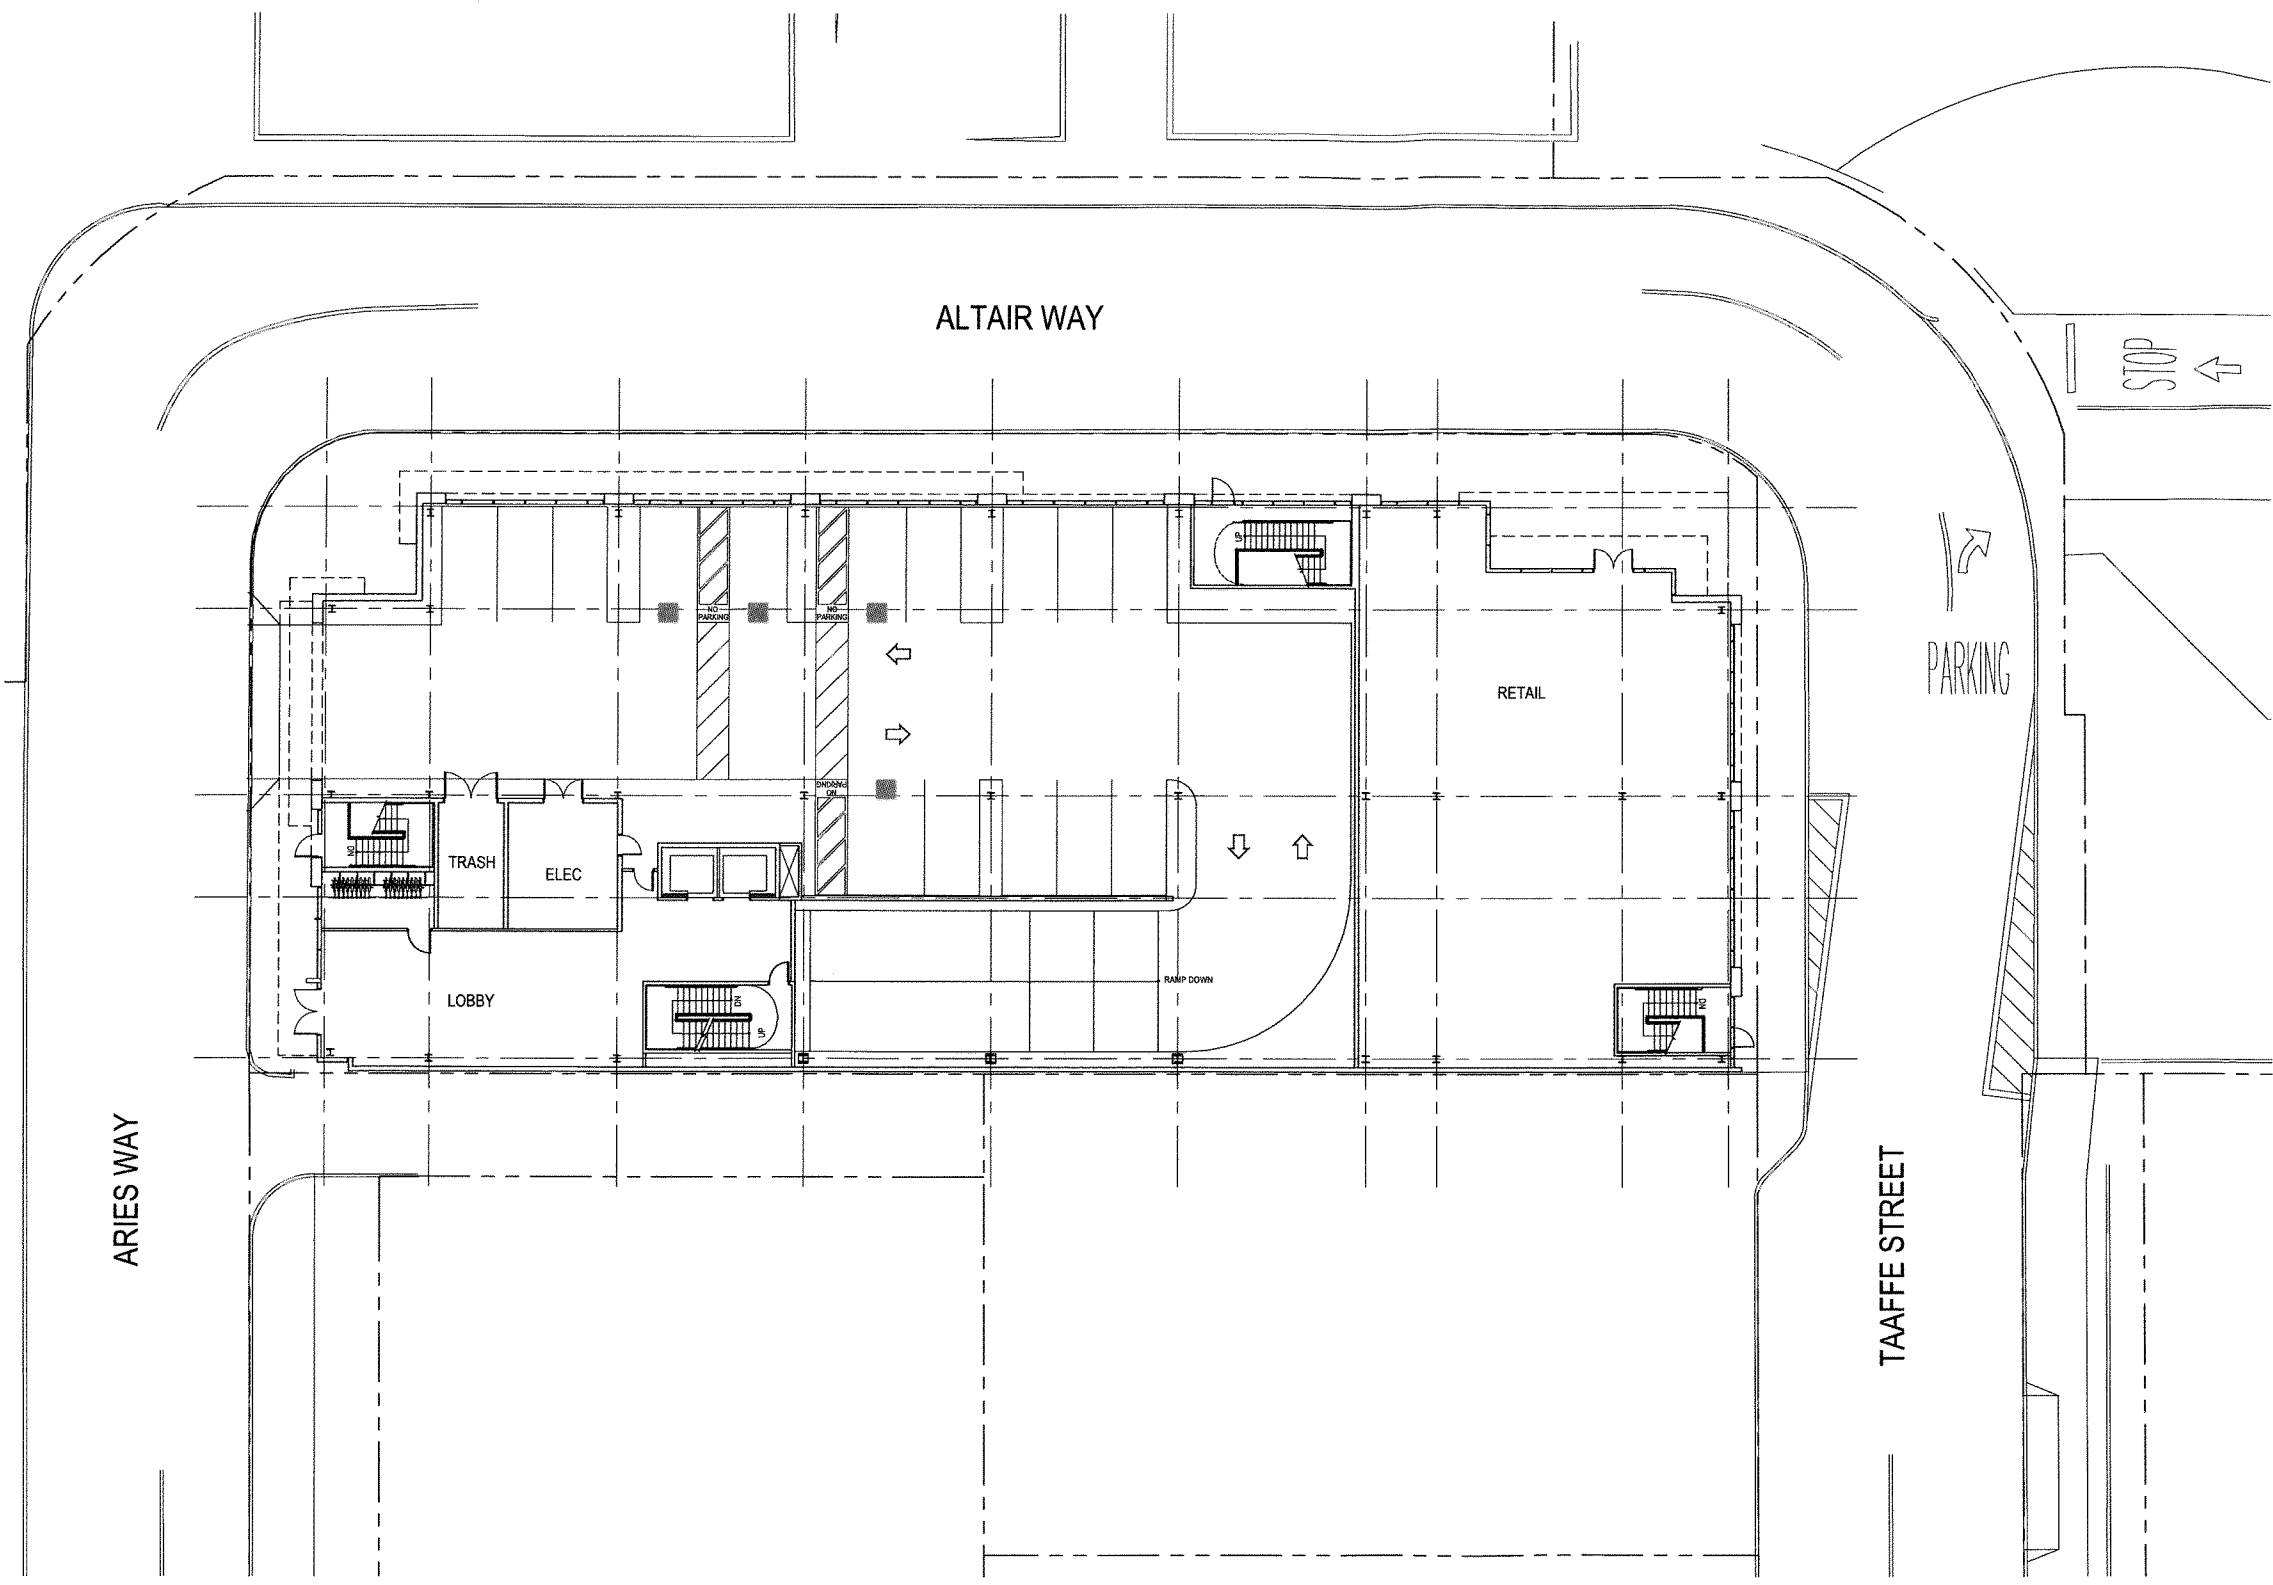 ALTAIR WAY
STOP
UP
NO
PARKING
NO
PARKING
PARKING
RETAIL
NO
PARKING
DN
TRASH
ELEC
RAMP DOWN
LOBBY
DN
UP
DN
ARIES WAY
TAAFFE STREET